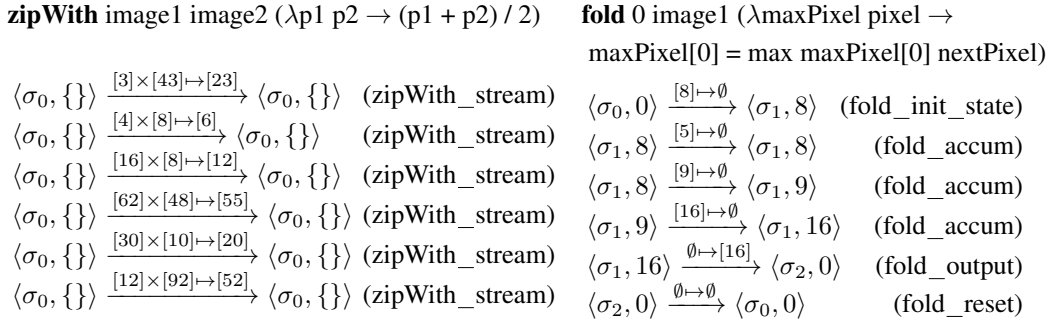 zipWith image1 image2 (λp1 p2 → (p1 + p2) / 2)
⟨σ₀, {}⟩ —[3]×[43]↦[23]→ ⟨σ₀, {}⟩ (zipWith_stream)
⟨σ₀, {}⟩ —[4]×[8]↦[6]→ ⟨σ₀, {}⟩ (zipWith_stream)
⟨σ₀, {}⟩ —[16]×[8]↦[12]→ ⟨σ₀, {}⟩ (zipWith_stream)
⟨σ₀, {}⟩ —[62]×[48]↦[55]→ ⟨σ₀, {}⟩ (zipWith_stream)
⟨σ₀, {}⟩ —[30]×[10]↦[20]→ ⟨σ₀, {}⟩ (zipWith_stream)
⟨σ₀, {}⟩ —[12]×[92]↦[52]→ ⟨σ₀, {}⟩ (zipWith_stream)
fold 0 image1 (λmaxPixel pixel →
maxPixel[0] = max maxPixel[0] nextPixel)
⟨σ₀, 0⟩ —[8]↦∅→ ⟨σ₁, 8⟩ (fold_init_state)
⟨σ₁, 8⟩ —[5]↦∅→ ⟨σ₁, 8⟩ (fold_accum)
⟨σ₁, 8⟩ —[9]↦∅→ ⟨σ₁, 9⟩ (fold_accum)
⟨σ₁, 9⟩ —[16]↦∅→ ⟨σ₁, 16⟩ (fold_accum)
⟨σ₁, 16⟩ —∅↦[16]→ ⟨σ₂, 0⟩ (fold_output)
⟨σ₂, 0⟩ —∅↦∅→ ⟨σ₀, 0⟩ (fold_reset)